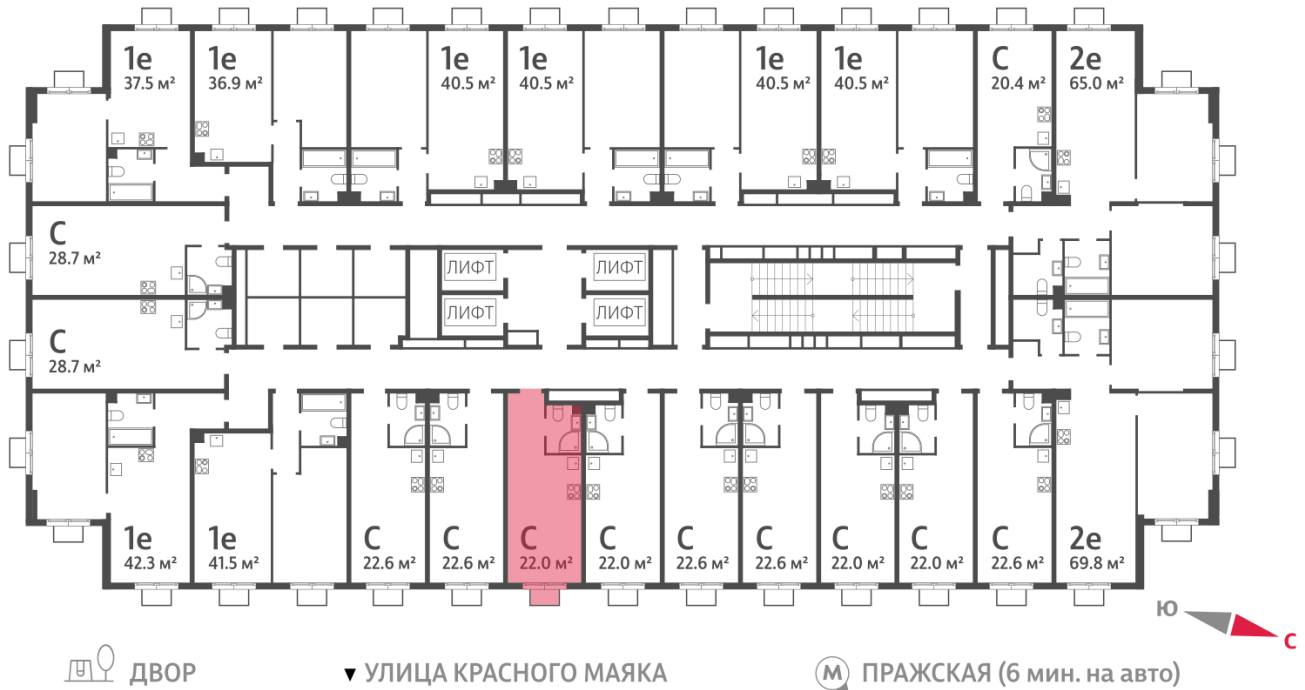 1е
37.5 м²
1е
36.9 м²
1е
40.5 м²
1е
40.5 м²
1е
40.5 м²
1е
40.5 м²
С
20.4 м²
2е
65.0 м²
С
28.7 м²
ЛИФТ
ЛИФТ
ЛИФТ
ЛИФТ
С
28.7 м²
1е
42.3 м²
1е
41.5 м²
С
22.6 м²
С
22.6 м²
С
22.0 м²
С
22.0 м²
С
22.6 м²
С
22.6 м²
С
22.0 м²
С
22.0 м²
С
22.6 м²
2е
69.8 м²
Ю
С
ДВОР
▼ УЛИЦА КРАСНОГО МАЯКА
М ПРАЖСКАЯ (6 мин. на авто)